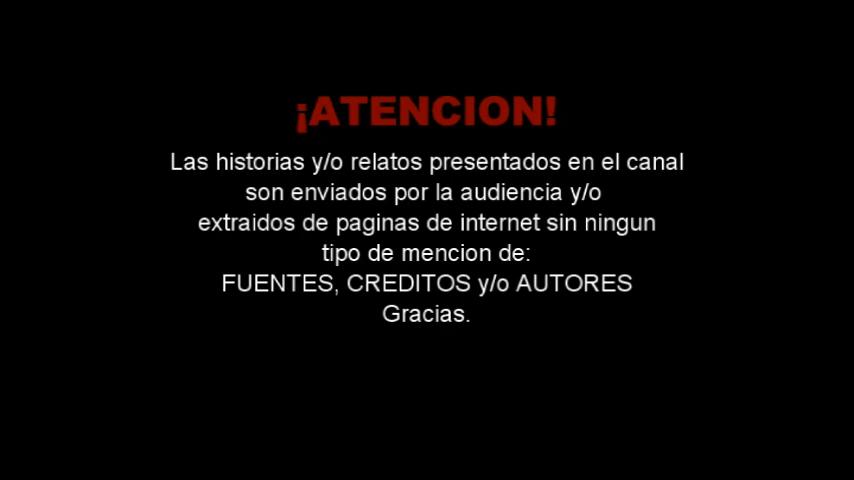 ¡ATENCION!
Las historias y/o relatos presentados en el canal
son enviados por la audiencia y/o
extraidos de paginas de internet sin ningun
tipo de mencion de:
FUENTES, CREDITOS y/o AUTORES
Gracias.